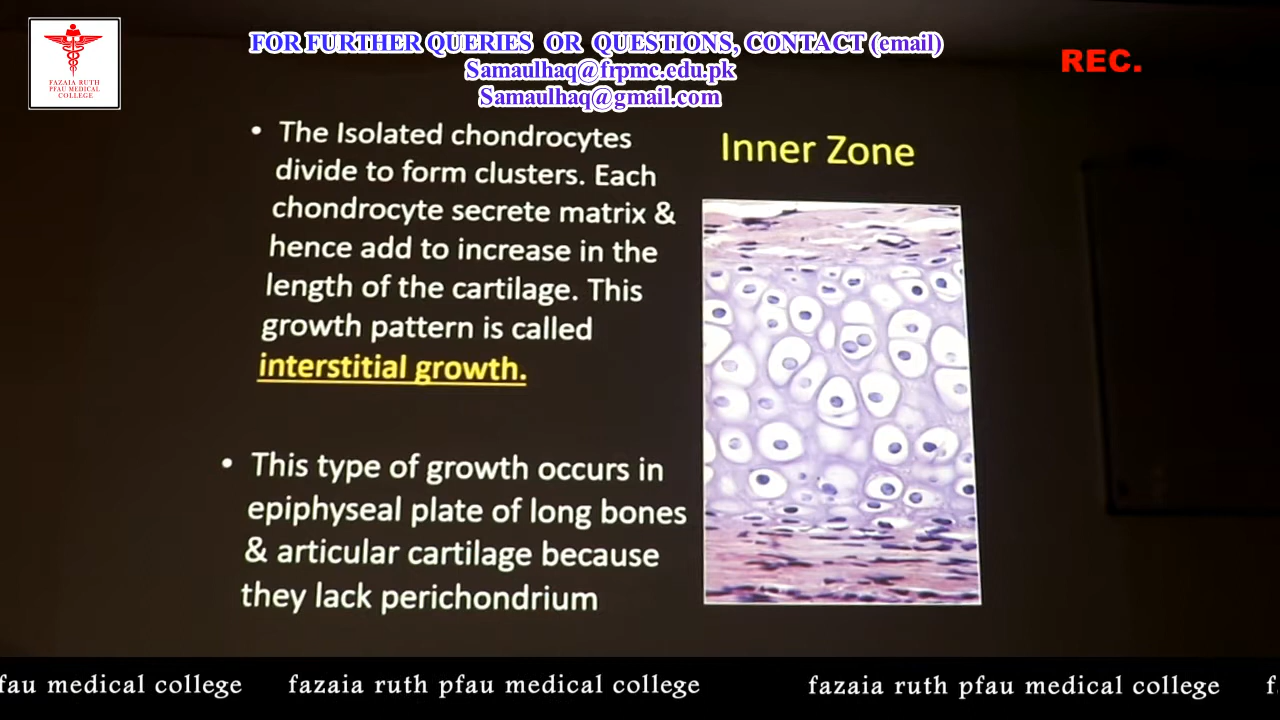 FAZAIA RUTH
PFAU MEDICAL
COLLEGE
FOR FURTHER QUERIES OR QUESTIONS, CONTACT (email)
Samaulhaq@frpmc.edu.pk
Samaulhaq@gmail.com
REC.
• The Isolated chondrocytes
divide to form clusters. Each
chondrocyte secrete matrix &
hence add to increase in the
length of the cartilage. This
growth pattern is called
interstitial growth.
• This type of growth occurs in
epiphyseal plate of long bones
& articular cartilage because
they lack perichondrium
Inner Zone
fau medical college fazaia ruth pfau medical college fazaia ruth pfau medical college f